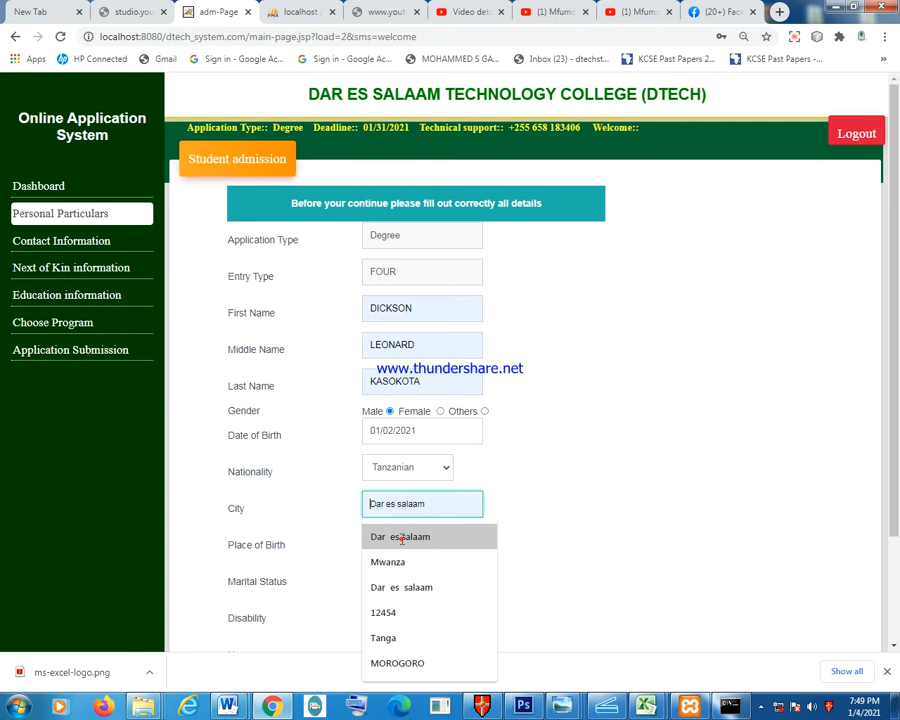 New Tab
studio.yo
adm-Page
localhost
www.yout
Video det
(1) Mfum
(1) Mfum
(20+) Fac
localhost:8080/dtech_system.com/main-page.jsp?load=2&sms=welcome
Apps
HP Connected
Gmail
Sign in - Google Ac...
Sign in - Google Ac...
MOHAMMED S GA...
Inbox (23) - dtechst...
KCSE Past Papers 2...
KCSE Past Papers -...
»
DAR ES SALAAM TECHNOLOGY COLLEGE (DTECH)
Online Application
System
Application Type:: Degree Deadline:: 01/31/2021 Technical support:: +255 658 183406 Welcome::
Logout
Student admission
Dashboard
Personal Particulars
Contact Information
Next of Kin information
Education information
Choose Program
Application Submission
Before your continue please fill out correctly all details
Application Type
Degree
Entry Type
FOUR
First Name
DICKSON
Middle Name
LEONARD
www.thundershare.net
Last Name
KASOKOTA
Gender
Male Female Others
Date of Birth
01/02/2021
Nationality
Tanzanian
City
Dar es salaam
Place of Birth
Dar es salaam
Mwanza
Marital Status
Dar es salaam
12454
Disability
Tanga
MOROGORO
ms-excel-logo.png
Show all
7:49 PM
1/4/2021